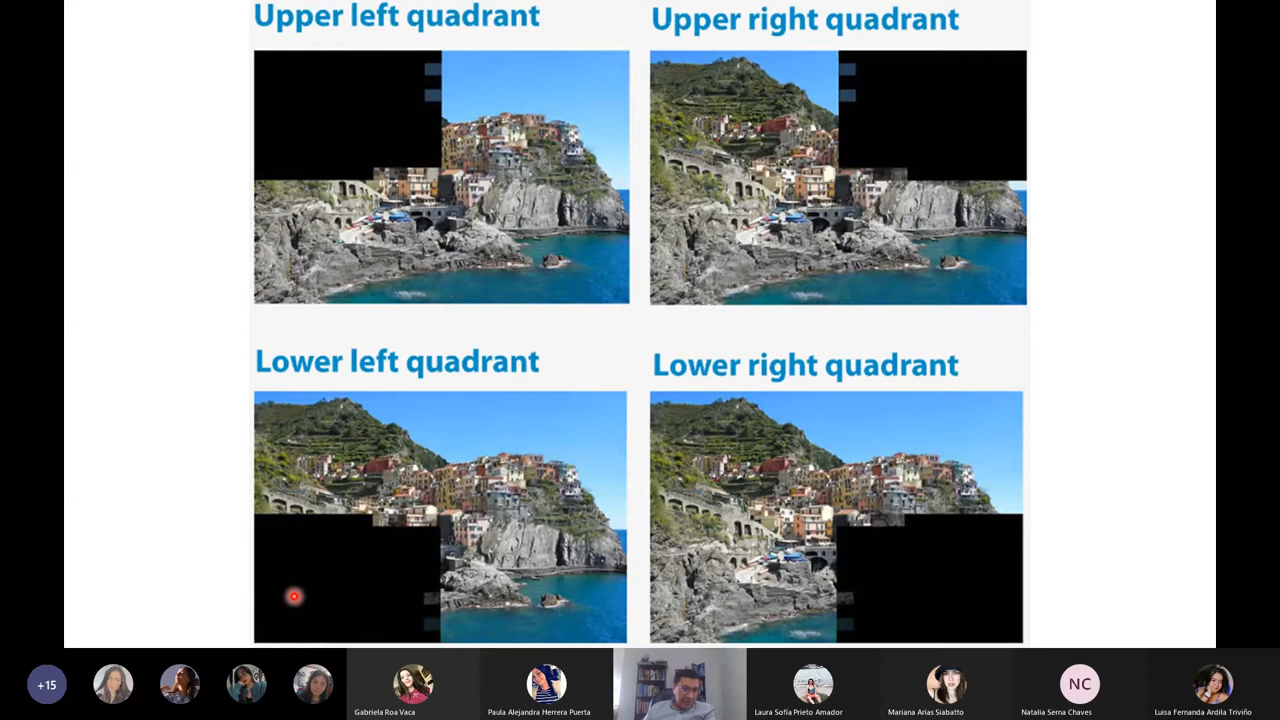 Upper left quadrant
Upper right quadrant
Lower left quadrant
Lower right quadrant
+15
Gabriela Roa Vaca
Paula Alejandra Herrera Puerta
Laura Sofía Prieto Amador
Mariana Arias Siabatto
NC
Natalia Serna Chaves
Luisa Fernanda Ardila Triviño